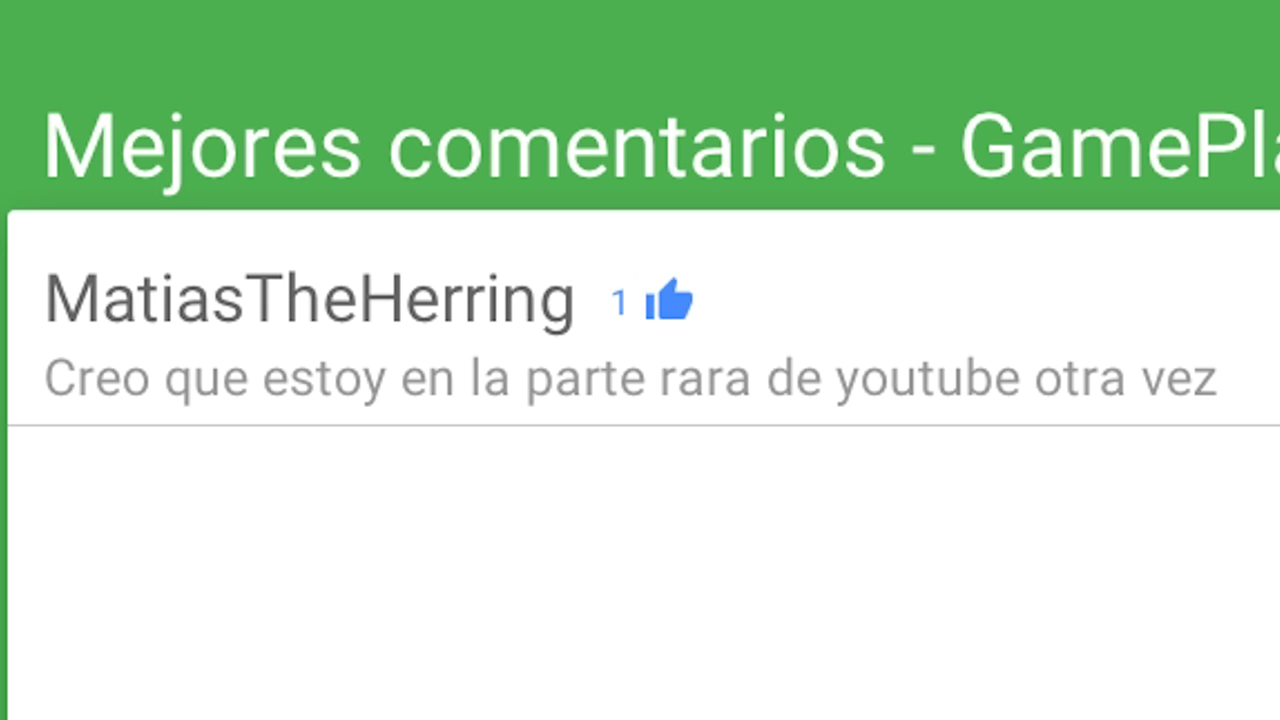 Mejores comentarios - GamePla
MatiasTheHerring 1
Creo que estoy en la parte rara de youtube otra vez